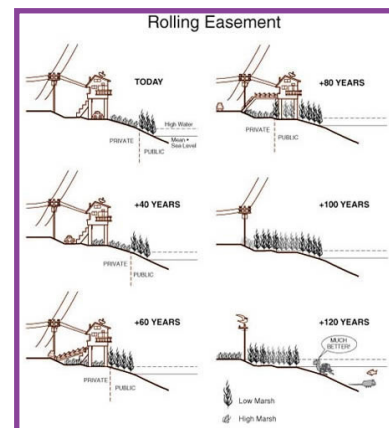 Rolling Easement
TODAY
High Water
Mean
Sea Level
PRIVATE
PUBLIC
+80 YEARS
PRIVATE
PUBLIC
+40 YEARS
PRIVATE
PUBLIC
+100 YEARS
+60 YEARS
PRIVATE
PUBLIC
+120 YEARS
MUCH
BETTER!
Low Marsh
High Marsh